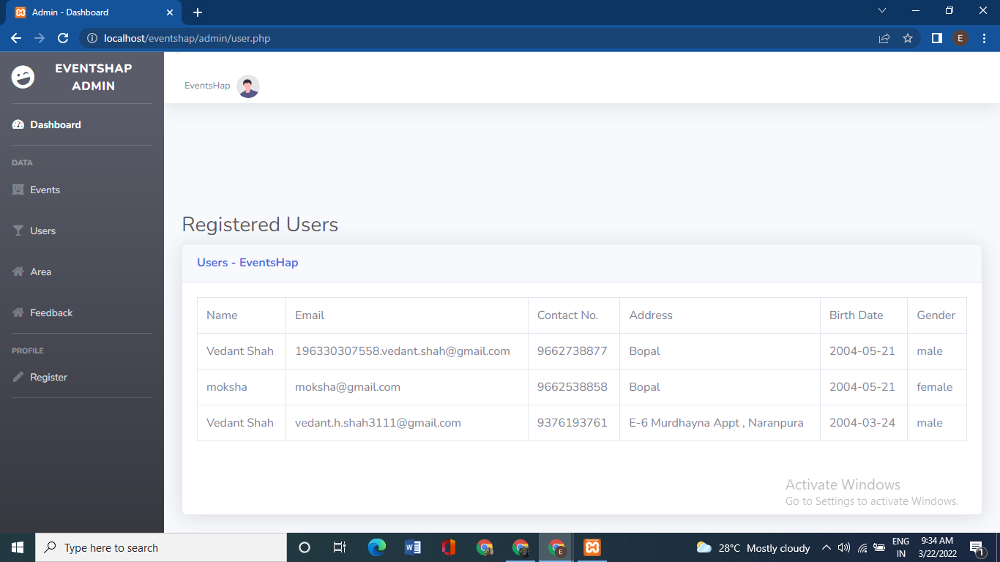 Admin - Dashboard
localhost/eventshap/admin/user.php
E
EVENTSHAP
ADMIN
Dashboard
DATA
Events
Users
Area
Feedback
PROFILE
Register
EventsHap
Registered Users
Users - EventsHap
Name Email Contact No. Address Birth Date Gender
Vedant Shah 196330307558.vedant.shah@gmail.com 9662738877 Bopal 2004-05-21 male
moksha moksha@gmail.com 9662538858 Bopal 2004-05-21 female
Vedant Shah vedant.h.shah3111@gmail.com 9376193761 E-6 Murdhayna Appt , Naranpura 2004-03-24 male
Activate Windows
Go to Settings to activate Windows.
Type here to search
W
E
28°C Mostly cloudy
ENG
IN
9:34 AM
3/22/2022
1